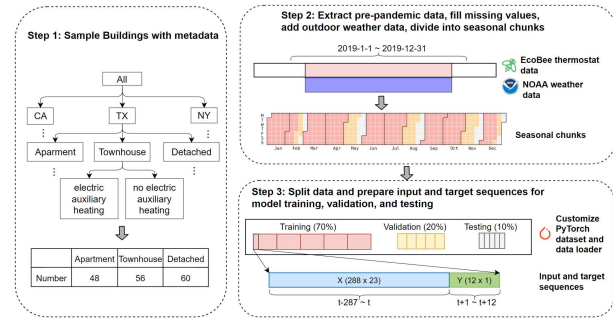 Step 1: Sample Buildings with metadata
All
CA
TX
NY
Aparment
Townhouse
Detached
electric
auxiliary
heating
no electric
auxiliary
heating
Apartment Townhouse Detached
Number 48 56 60
Step 2: Extract pre-pandemic data, fill missing values,
add outdoor weather data, divide into seasonal chunks
2019-1-1 ~ 2019-12-31
EcoBee thermostat
data
NOAA weather
data
M
T
W
T
F
S
S
Jan Feb Mar Apr May Jun Jul Aug Sep Oct Nov Dec
Seasonal chunks
Step 3: Split data and prepare input and target sequences for
model training, validation, and testing
Training (70%) Validation (20%) Testing (10%)
Customize
PyTorch
dataset and
data loader
X (288 x 23) Y (12 x 1)
Input and target
sequences
t-287 ~ t t+1 ~ t+12